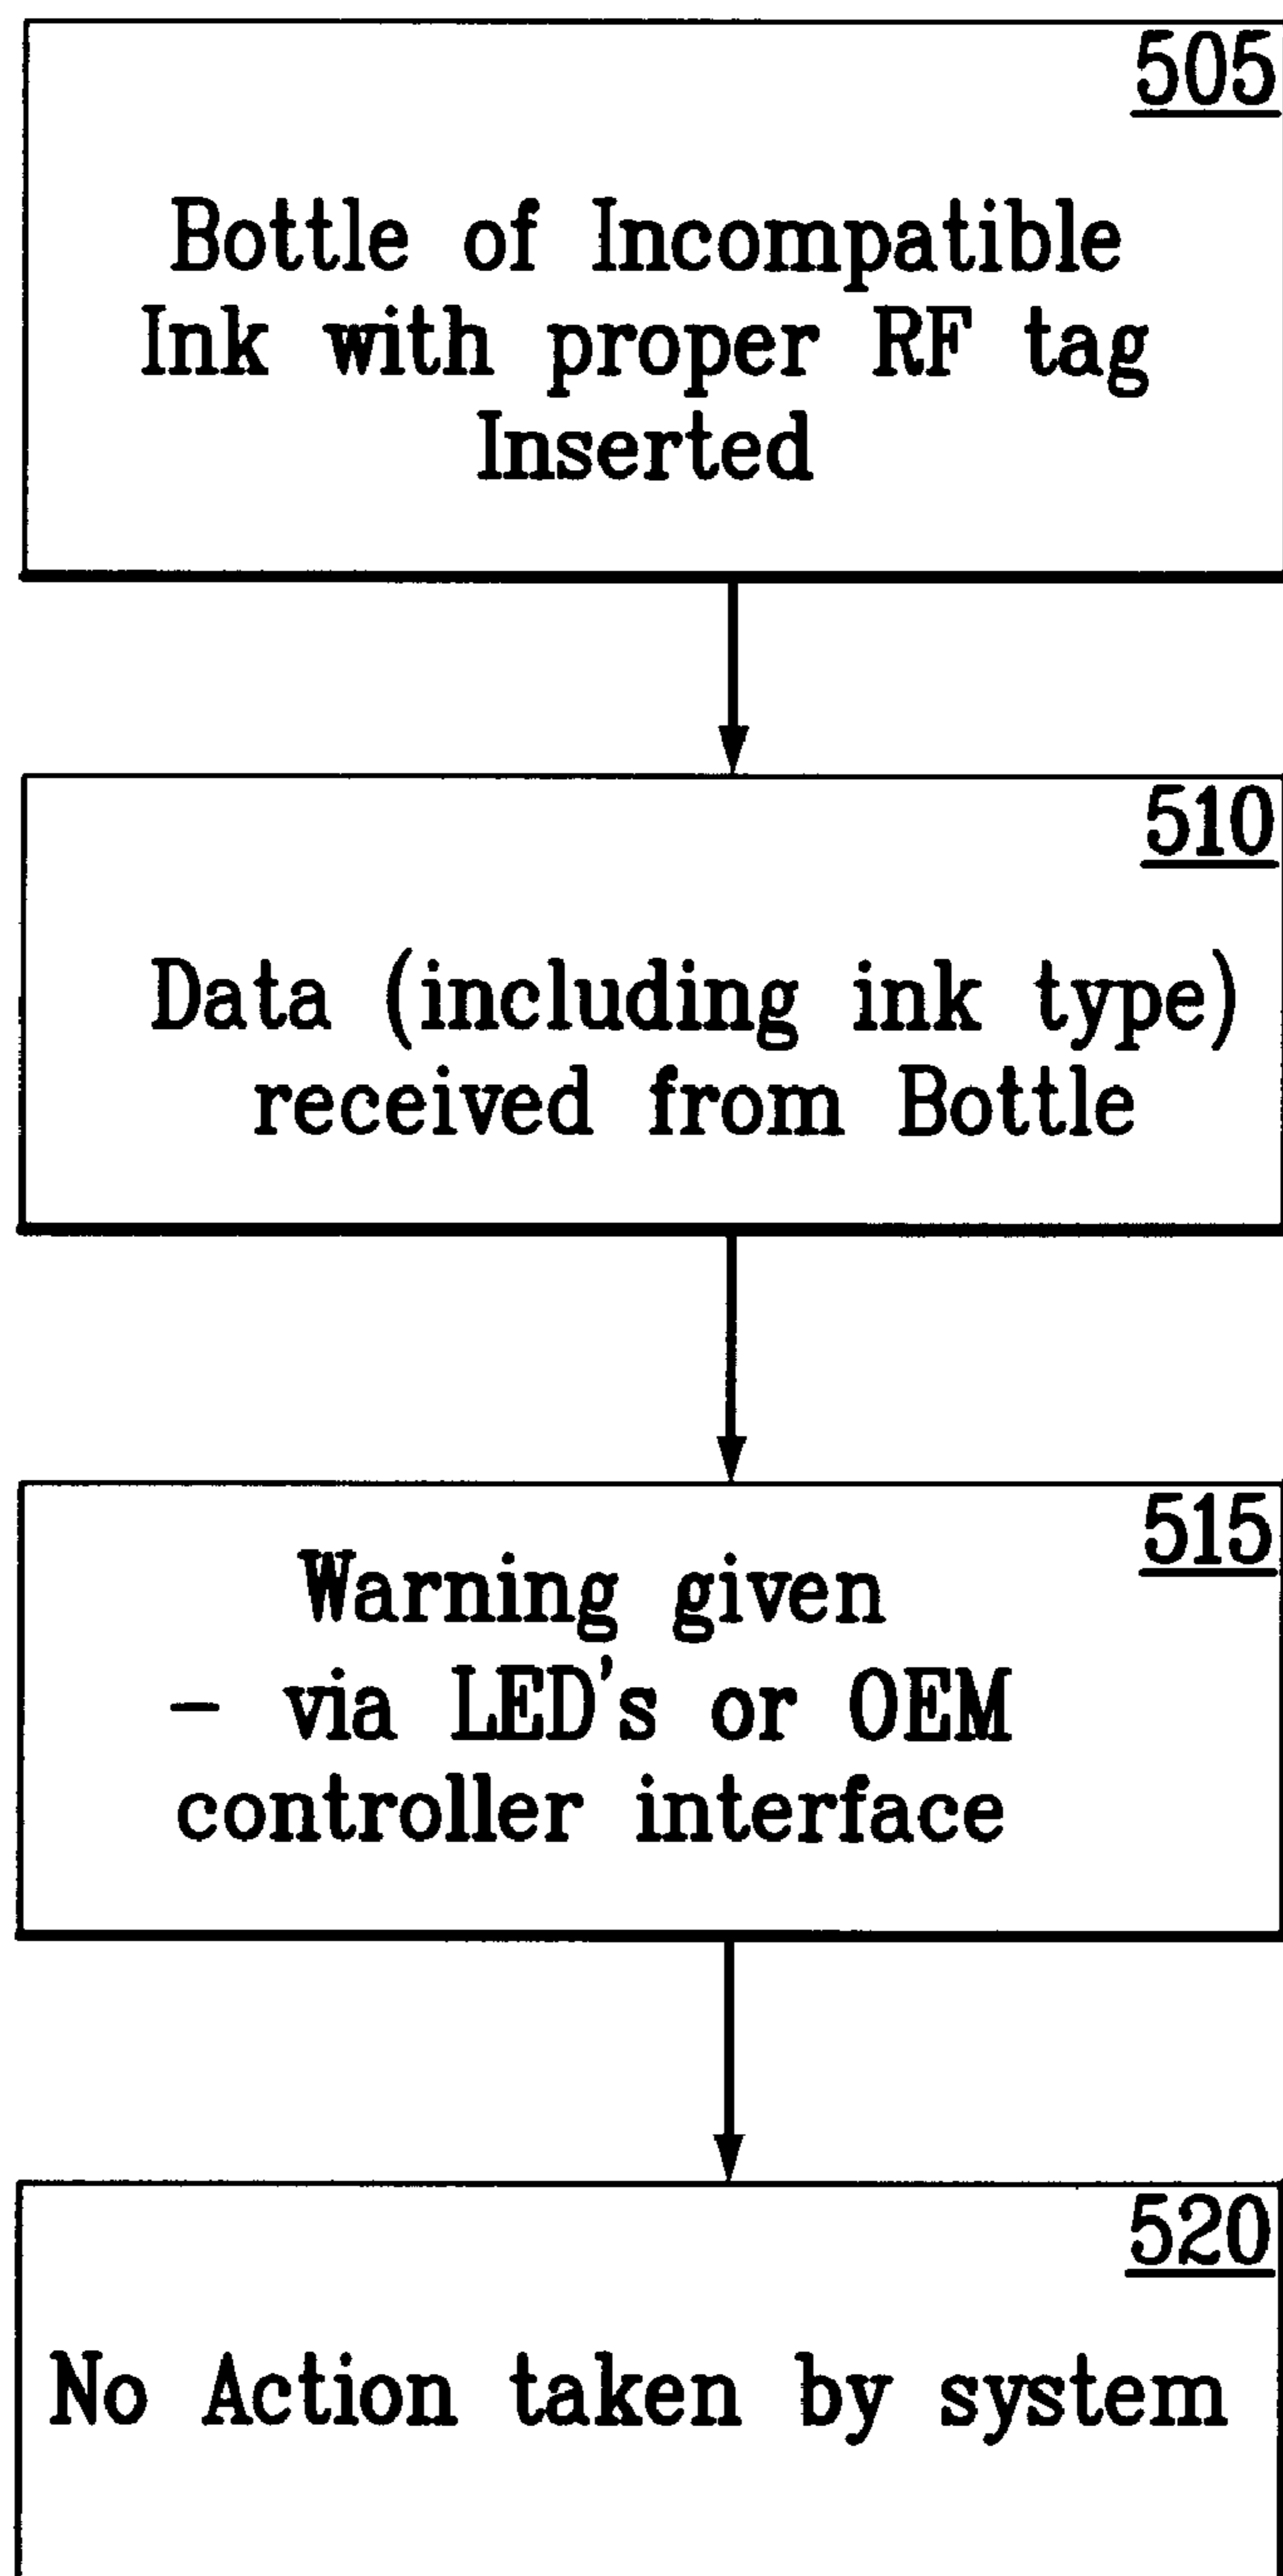 505
Bottle of Incompatible
Ink with proper RF tag
Inserted
510
Data (including ink type)
received from Bottle
515
Warning given
- via LED's or OEM
controller interface
520
No Action taken by system